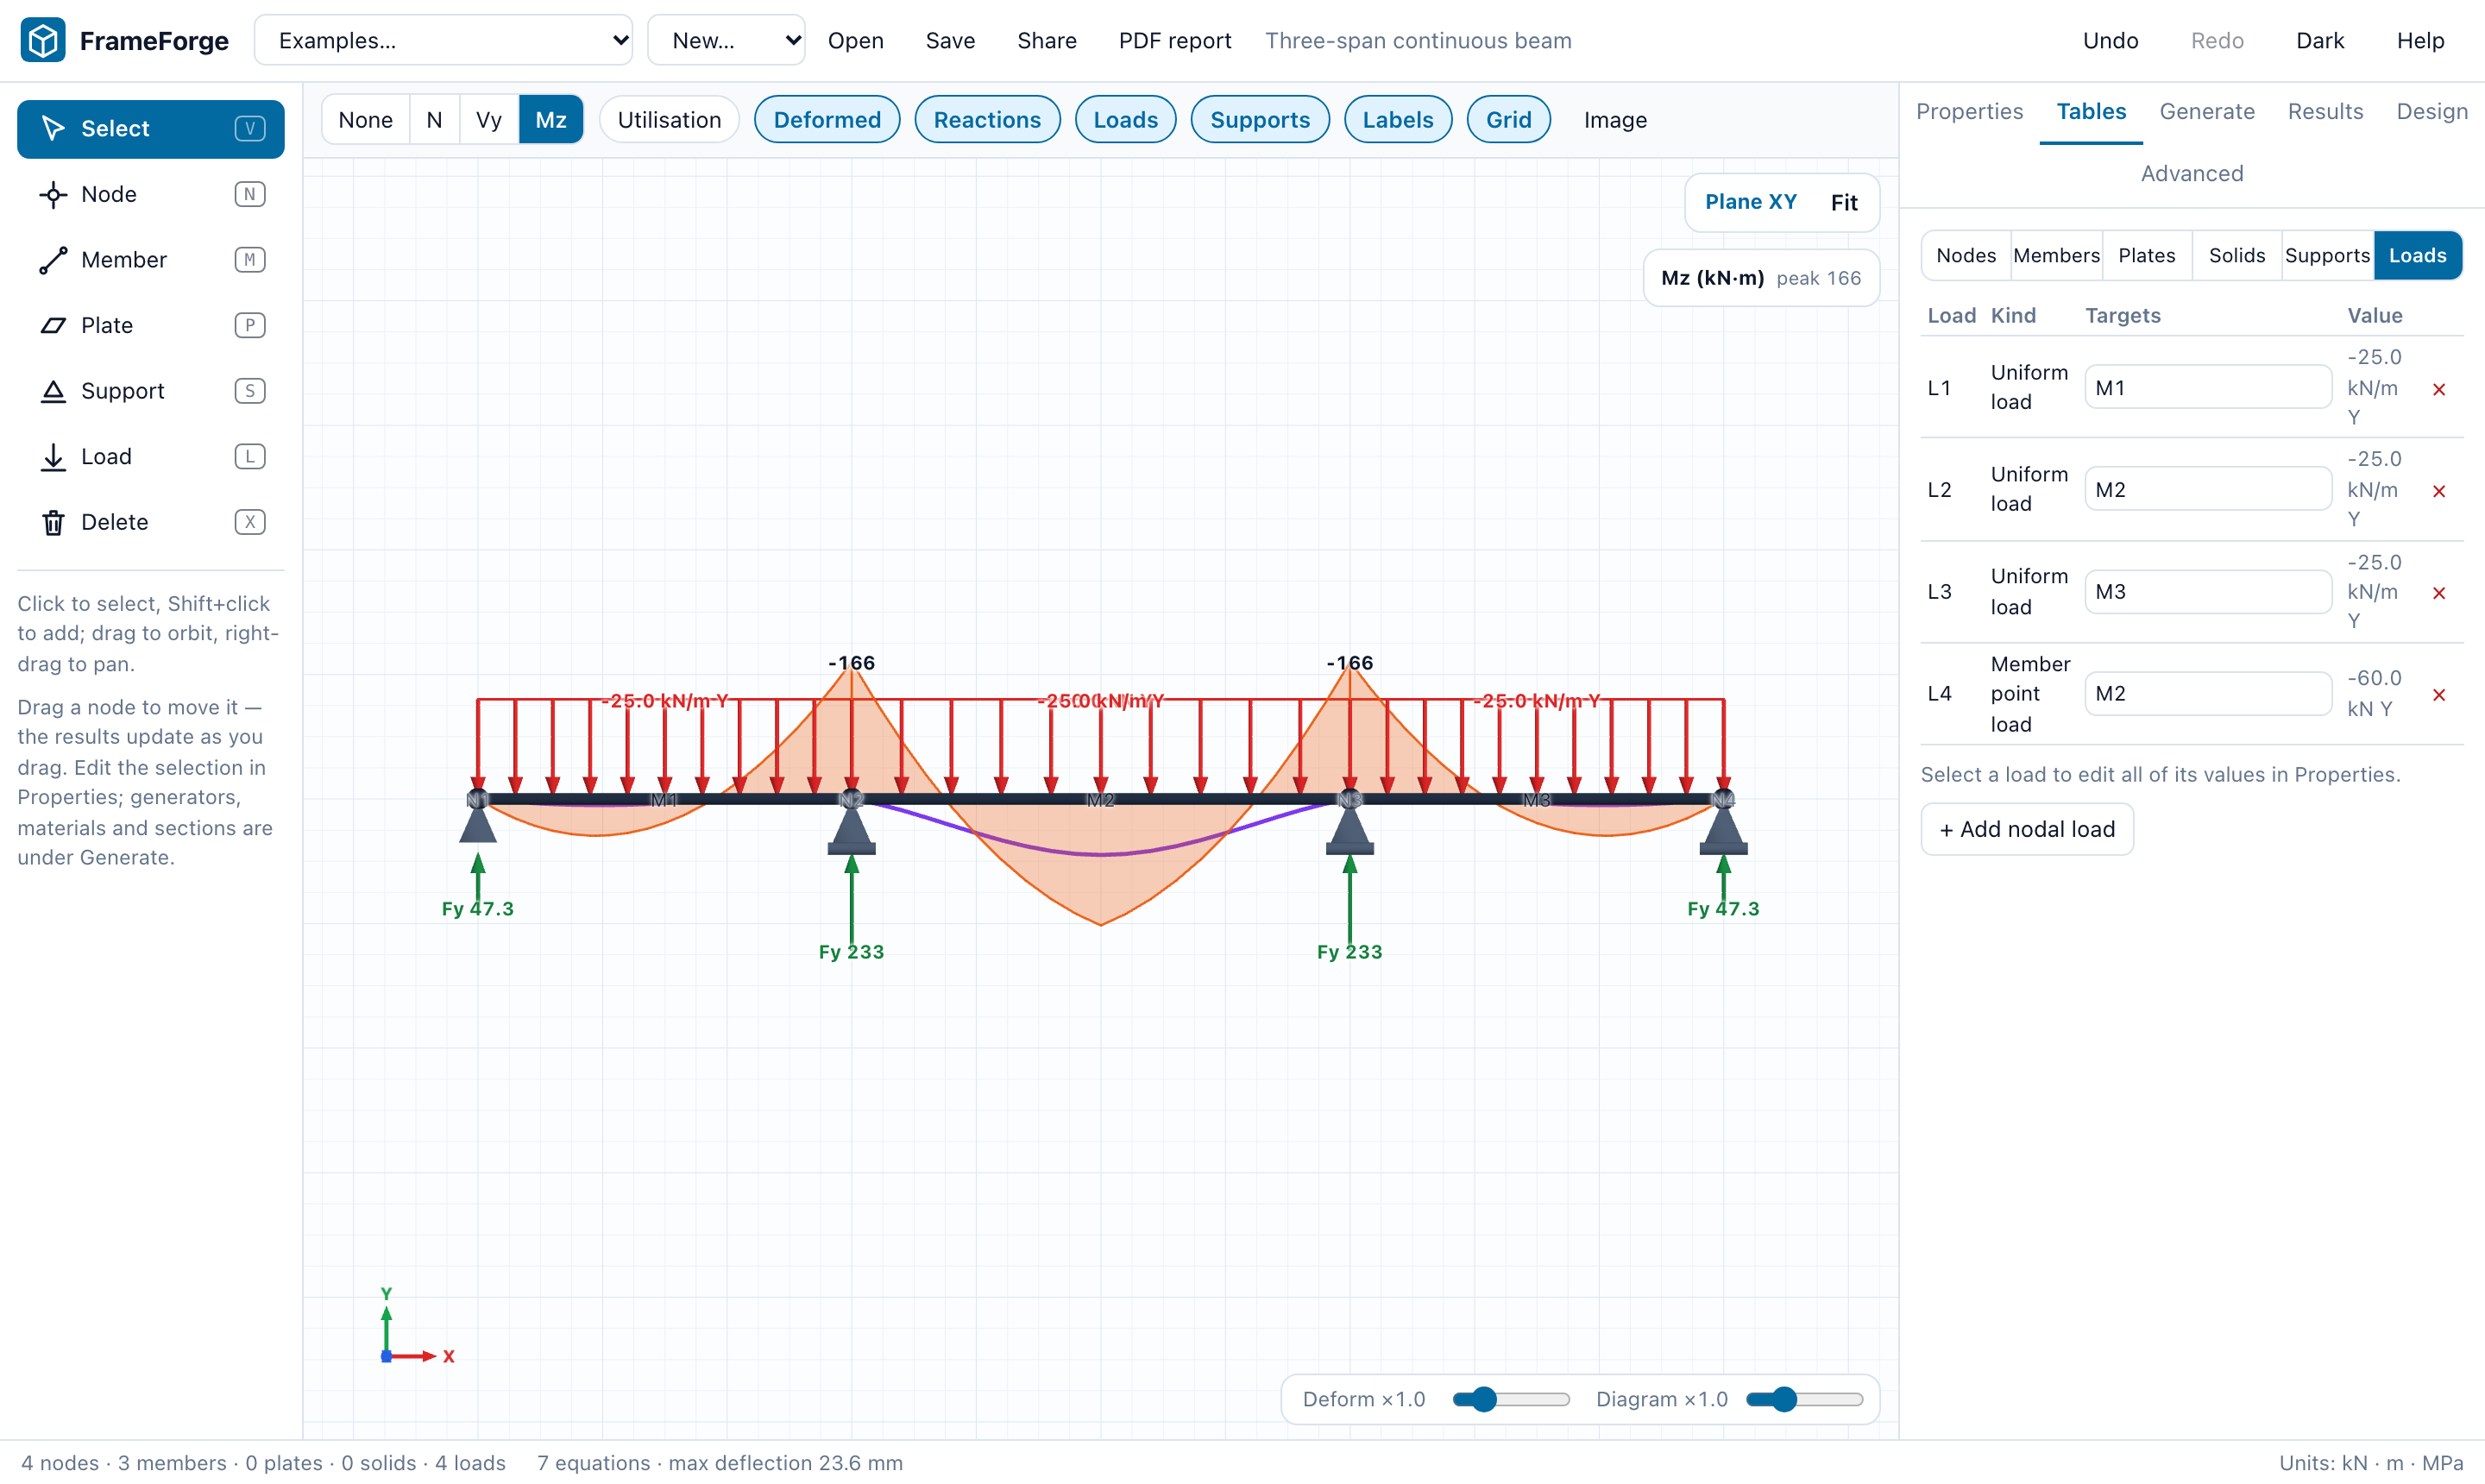 FrameForge
Examples...
New...
Open
Save
Share
PDF report
Three-span continuous beam
Undo
Redo
Dark
Help
Select V
Node N
Member M
Plate P
Support S
Load L
Delete X
Click to select, Shift+click
to add; drag to orbit, right-
drag to pan.
Drag a node to move it —
the results update as you
drag. Edit the selection in
Properties; generators,
materials and sections are
under Generate.
None
N
Vy
Mz
Utilisation
Deformed
Reactions
Loads
Supports
Labels
Grid
Image
Plane XY
Fit
Mz (kN·m) peak 166
-166
-166
-25.0 kN/m Y
-25.0 kN/m Y
N1
M1
N2
M2
N3
M3
N4
Fy 47.3
Fy 233
Fy 233
Fy 47.3
Y
X
Deform ×1.0
Diagram ×1.0
Properties
Tables
Generate
Results
Design
Advanced
Nodes
Members
Plates
Solids
Supports
Loads
Load Kind Targets Value
L1 Uniform load M1 -25.0 kN/m Y ×
L2 Uniform load M2 -25.0 kN/m Y ×
L3 Uniform load M3 -25.0 kN/m Y ×
L4 Member point load M2 -60.0 kN Y ×
Select a load to edit all of its values in Properties.
+ Add nodal load
4 nodes · 3 members · 0 plates · 0 solids · 4 loads
7 equations · max deflection 23.6 mm
Units: kN · m · MPa